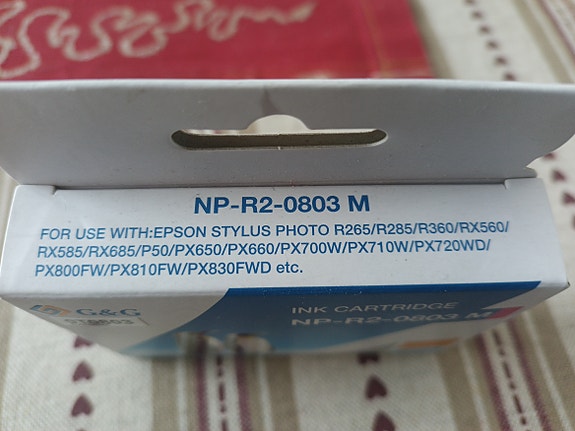 NP-R2-0803 M
FOR USE WITH:EPSON STYLUS PHOTO R265/R285/R360/RX560/
RX585/RX685/P50/PX650/PX660/PX700W/PX710W/PX720WD/
PX800FW/PX810FW/PX830FWD etc.
G&G
INK CARTRIDGE
NP-R2-0803 M